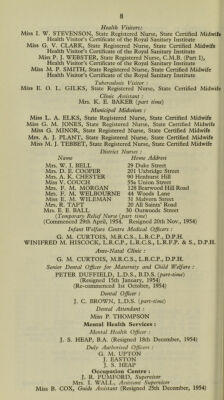 8
Health Visitors:
Miss I. W. STEVENSON, State Registered Nurse, State Certified Midwife
Health Visitor's Certificate of the Royal Sanitary Institute
Miss G. V. CLARK, State Registered Nurse, State Certified Midwife
Health Visitor's Certificate of the Royal Sanitary Institute
Miss P. J. WEBSTER, State Registered Nurse, C.M.B. (Part I),
Health Visitor's Certificate of the Royal Sanitary Institute
Miss M. P. SMITH, State Registered Nurse, State Certified Midwife
Health Visitor's Certificate of the Royal Sanitary Institute
Tuberculosis Visitor:
Miss E. O. L. GILKS, State Registered Nurse, State Certified Midwife
Clinic Assistant:
Mrs. K. E. BAKER (part time)
Municipal Midwives:
Miss L. A. ELKS, State Registered Nurse, State Certified Midwife
Miss G. M. JONES, State Registered Nurse, State Certified Midwife
Miss G. MINOR, State Registered Nurse, State Certified Midwife
Mrs. A. J. PLANT, State Registered Nurse, State Certified Midwife
Miss M. J. TEBBET, State Registered Nurse, State Certified Midwife
District Nurses:
Name Home Address
Mrs. W. I. BELL 29 Duke Street
Mrs. D. E. COOPER 201 Uxbridge Street
Mrs. A. K. CHESTER 90 Henhurst Hill
Miss V. COUCH 55a Union Street
Mrs. F. M. MORGAN 128 Bearwood Hill Road
Mrs. F. M. WELBOURNE 44 Woods Lane
Miss E. M. WILEMAN 31 Malvern Street
Mrs. R. TAFT 20 All Saints' Road
Mrs. E. E. BALL 30 Outwoods Street
(Temporary Relief Nurse) (part time)
(Commenced 29th April, 1954. Resigned 20th Nov., 1954)
Infant Welfare Centre Medical Officers:
G. M. CURTOIS, M.R.C.S., L.R.C.P., D.P.H.
WINIFRED M. HISCOCK, L.R.C.P., L.R.C.S., L.R.F.P. & S., D.P.H.
Ante-Natal Clinic:
G. M. CURTOIS, M.R.C.S., L.R.C.P., D.P.H.
Senior Dental Officer for Maternity and Child Welfare:
PETER DUFFIELD, L.D.S., R.D.S. (part-time)
(Resigned 15th January, 1954)
(Re-commenced 1st October, 1954)
Dental Officer:
J. C. BROWN, L.D.S. (part-time)
Dental Attendant:
Miss P. THOMPSON
Mental Health Services:
Mental Health Officer:
J. S. HEAP, B.A. (Resigned 18th December, 1954)
Duly Authorised Officers:
G. M. UPTON
J. EASTON
J. S. HEAP
Occupation Centre:
J. R. PUMFORD, Supervisor
Mrs. I. WALL, Assistant Supervisor
Miss B. COX, Guide Assistant (Resigned 25th December, 1954)